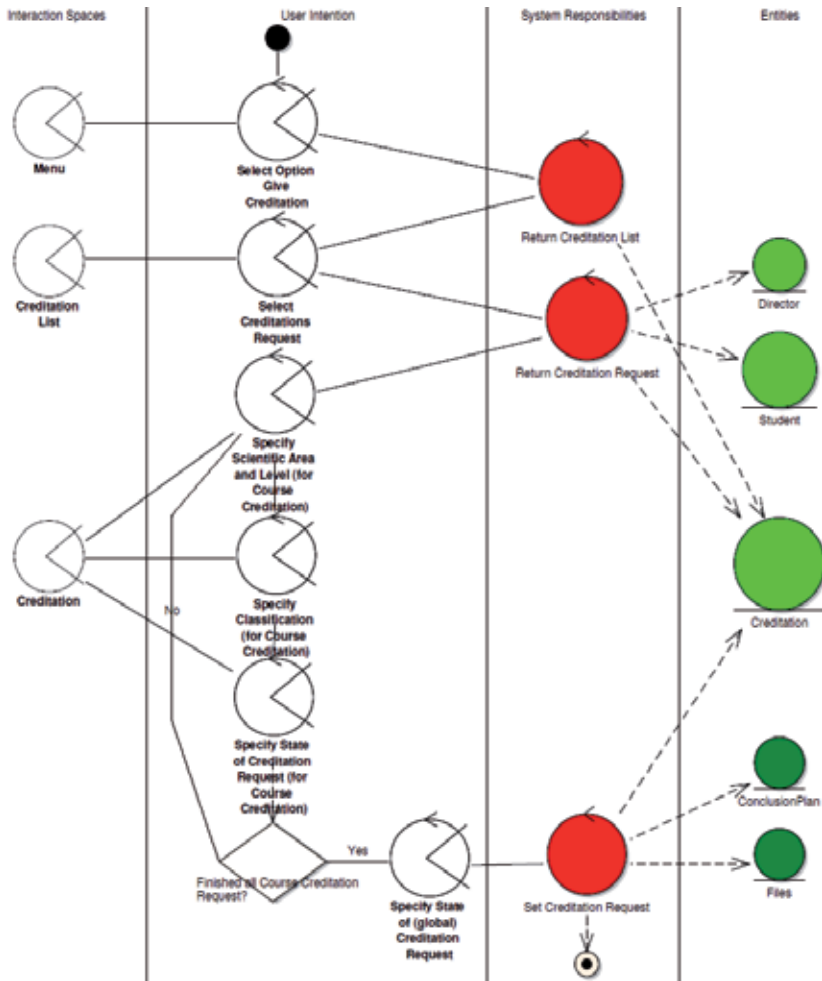 Interaction Spaces
User Intention
System Responsibilities
Entities
Menu
Select Option
Give
Creditation
Return Creditation List
Creditation
List
Select
Creditations
Request
Return Creditation Request
Director
Student
Specify
Scientific Area
and Level (for
Course
Creditation)
Creditation
No
Specify
Classification
(for Course
Creditation)
Creditation
Specify State
of Creditation
Request (for
Course
Creditation)
ConclusionPlan
Yes
Finished all Course Creditation
Request?
Specify State
of (global)
Creditation
Request
Set Creditation Request
Files